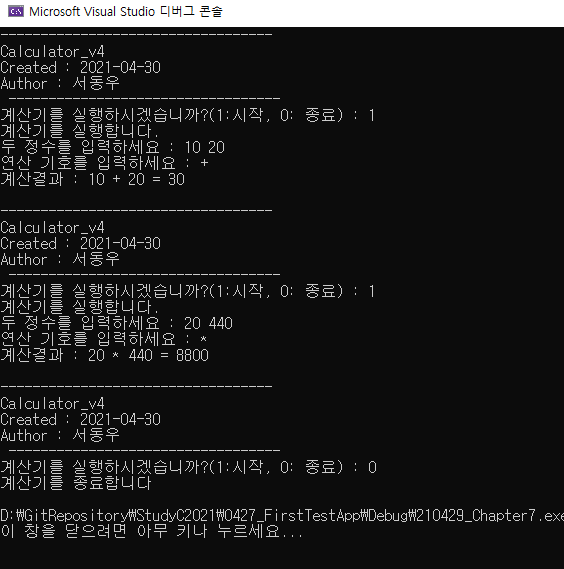 Microsoft Visual Studio 디버그 콘솔
----------------------------------
Calculator_v4
Created : 2021-04-30
Author : 서동우
 ----------------------------------
계산기를 실행하시겠습니까?(1:시작, 0: 종료) : 1
계산기를 실행합니다.
두 정수를 입력하세요 : 10 20
연산 기호를 입력하세요 : +
계산결과 : 10 + 20 = 30
----------------------------------
Calculator_v4
Created : 2021-04-30
Author : 서동우
 ----------------------------------
계산기를 실행하시겠습니까?(1:시작, 0: 종료) : 1
계산기를 실행합니다.
두 정수를 입력하세요 : 20 440
연산 기호를 입력하세요 : *
계산결과 : 20 * 440 = 8800
----------------------------------
Calculator_v4
Created : 2021-04-30
Author : 서동우
 ----------------------------------
계산기를 실행하시겠습니까?(1:시작, 0: 종료) : 0
계산기를 종료합니다
D:₩GitRepository₩StudyC2021₩0427_FirstTestApp₩Debug₩210429_Chapter7.exe
이 창을 닫으려면 아무 키나 누르세요...